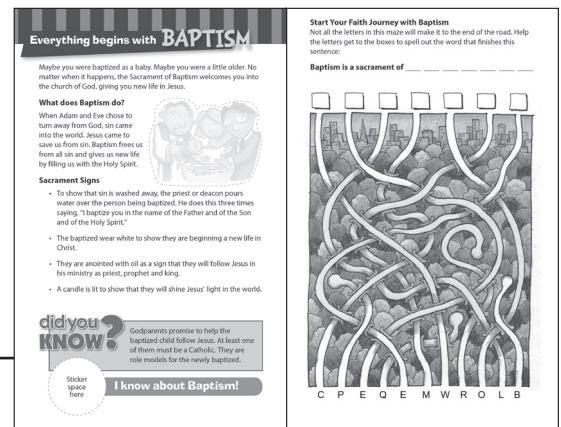 Everything begins with BAPTISM
Maybe you were baptized as a baby. Maybe you were a little older. No
matter when it happens, the Sacrament of Baptism welcomes you into
the church of God, giving you new life in Jesus.
What does Baptism do?
When Adam and Eve chose to
turn away from God, sin came
into the world. Jesus came to
save us from sin. Baptism frees us
from all sin and gives us new life
by filling us with the Holy Spirit.
Sacrament Signs
• To show that sin is washed away, the priest or deacon pours
water over the person being baptized. He does this three times
saying, "I baptize you in the name of the Father and of the Son
and of the Holy Spirit."
• The baptized wear white to show they are beginning a new life in
Christ.
• They are anointed with oil as a sign that they will follow Jesus in
his ministry as priest, prophet and king.
• A candle is lit to show that they will shine Jesus' light in the world.
did you
KNOW?
Godparents promise to help the
baptized child follow Jesus. At least one
of them must be a Catholic. They are
role models for the newly baptized.
Sticker
space
here
I know about Baptism!
Start Your Faith Journey with Baptism
Not all the letters in this maze will make it to the end of the road. Help
the letters get to the boxes to spell out the word that finishes this
sentence:
Baptism is a sacrament of ___ ___ ___ ___ ___ ___ ___
C P E Q E M W R O L B